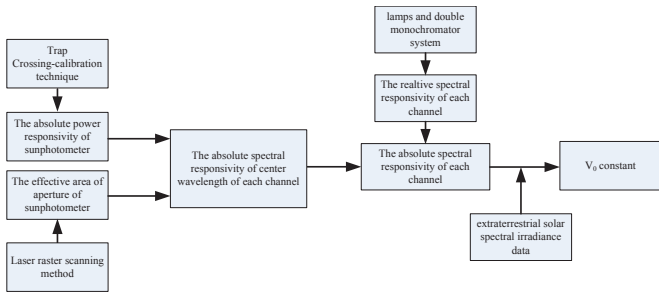 Trap
Crossing-calibration
technique
The absolute power
responsivity of
sunphotometer
The effective area of
aperture of
sunphotometer
Laser raster scanning
method
The absolute spectral
responsivity of center
wavelength of each channel
lamps and double
monochromator
system
The realtive spectral
responsivity of each
channel
The absolute spectral
responsivity of each
channel
extraterrestrial solar
spectral irradiance
data
V₀ constant